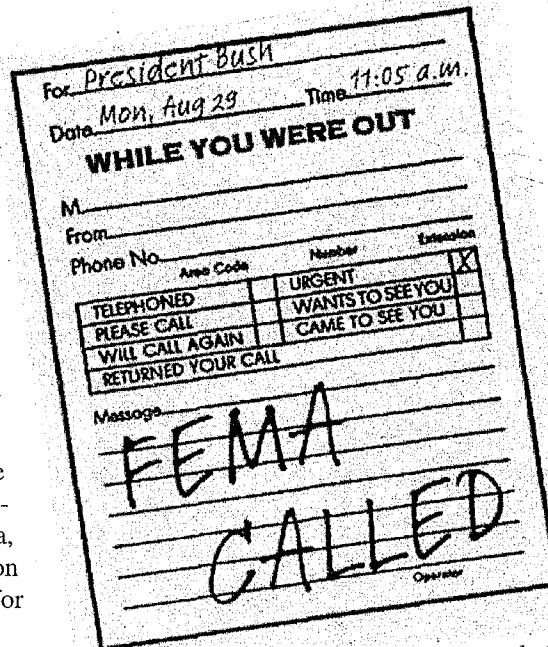 For President Bush
Date Mon, Aug 29 Time 11:05 a.m.
WHILE YOU WERE OUT
M
From
Phone No.
Area Code Number Extension
TELEPHONED URGENT X
PLEASE CALL WANTS TO SEE YOU
WILL CALL AGAIN CAME TO SEE YOU
RETURNED YOUR CALL
Message
FEMA
CALLED
Operator
a,
on
for